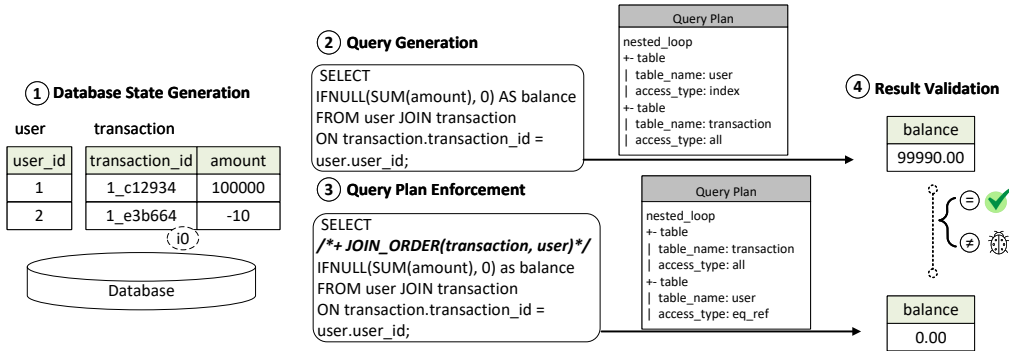 ① Database State Generation
user transaction
user_id transaction_id amount
1 1_c12934 100000
2 1_e3b664 -10
i0
Database
② Query Generation
SELECT
IFNULL(SUM(amount), 0) AS balance
FROM user JOIN transaction
ON transaction.transaction_id =
user.user_id;
Query Plan
nested_loop
+- table
| table_name: user
| access_type: index
+- table
| table_name: transaction
| access_type: all
③ Query Plan Enforcement
SELECT
/*+ JOIN_ORDER(transaction, user)*/
IFNULL(SUM(amount), 0) as balance
FROM user JOIN transaction
ON transaction.transaction_id =
user.user_id;
Query Plan
nested_loop
+- table
| table_name: transaction
| access_type: all
+- table
| table_name: user
| access_type: eq_ref
④ Result Validation
balance
99990.00
=
≠
balance
0.00